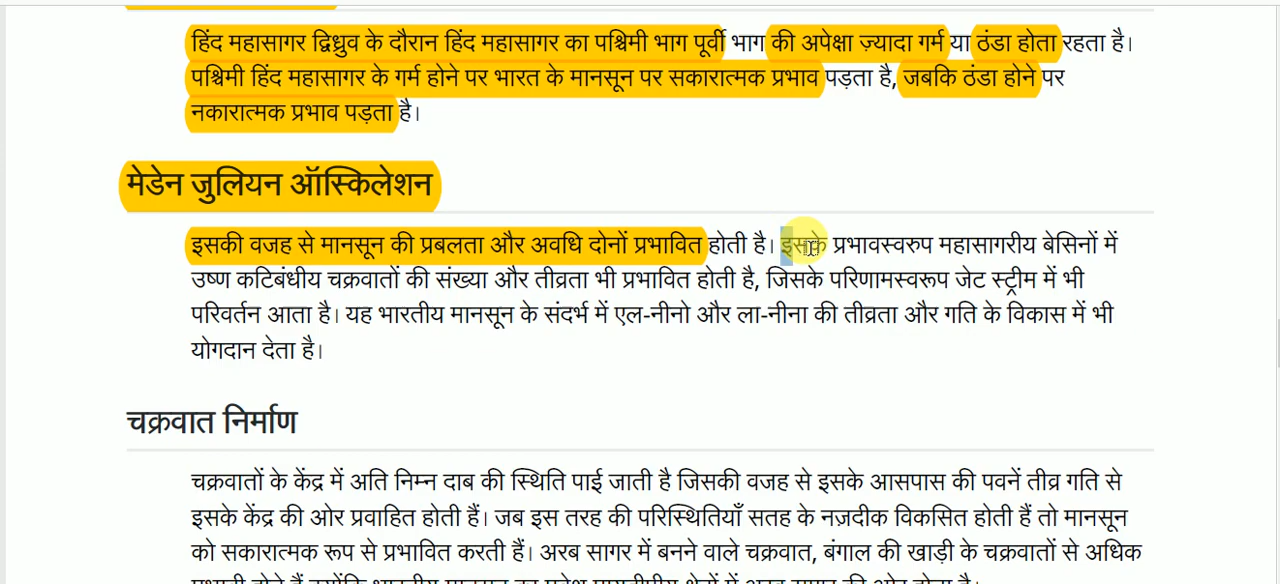 हिंद महासागर द्विध्रुव के दौरान हिंद महासागर का पश्चिमी भाग पूर्वी भाग की अपेक्षा ज़्यादा गर्म या ठंडा होता रहता है।
पश्चिमी हिंद महासागर के गर्म होने पर भारत के मानसून पर सकारात्मक प्रभाव पड़ता है, जबकि ठंडा होने पर
नकारात्मक प्रभाव पड़ता है।
मेडेन जुलियन ऑस्किलेशन
इसकी वजह से मानसून की प्रबलता और अवधि दोनों प्रभावित होती है। इसके प्रभावस्वरुप महासागरीय बेसिनों में
उष्ण कटिबंधीय चक्रवातों की संख्या और तीव्रता भी प्रभावित होती है, जिसके परिणामस्वरूप जेट स्ट्रीम में भी
परिवर्तन आता है। यह भारतीय मानसून के संदर्भ में एल-नीनो और ला-नीना की तीव्रता और गति के विकास में भी
योगदान देता है।
चक्रवात निर्माण
चक्रवातों के केंद्र में अति निम्न दाब की स्थिति पाई जाती है जिसकी वजह से इसके आसपास की पवनें तीव्र गति से
इसके केंद्र की ओर प्रवाहित होती हैं। जब इस तरह की परिस्थितियाँ सतह के नज़दीक विकसित होती हैं तो मानसून
को सकारात्मक रूप से प्रभावित करती हैं। अरब सागर में बनने वाले चक्रवात, बंगाल की खाड़ी के चक्रवातों से अधिक